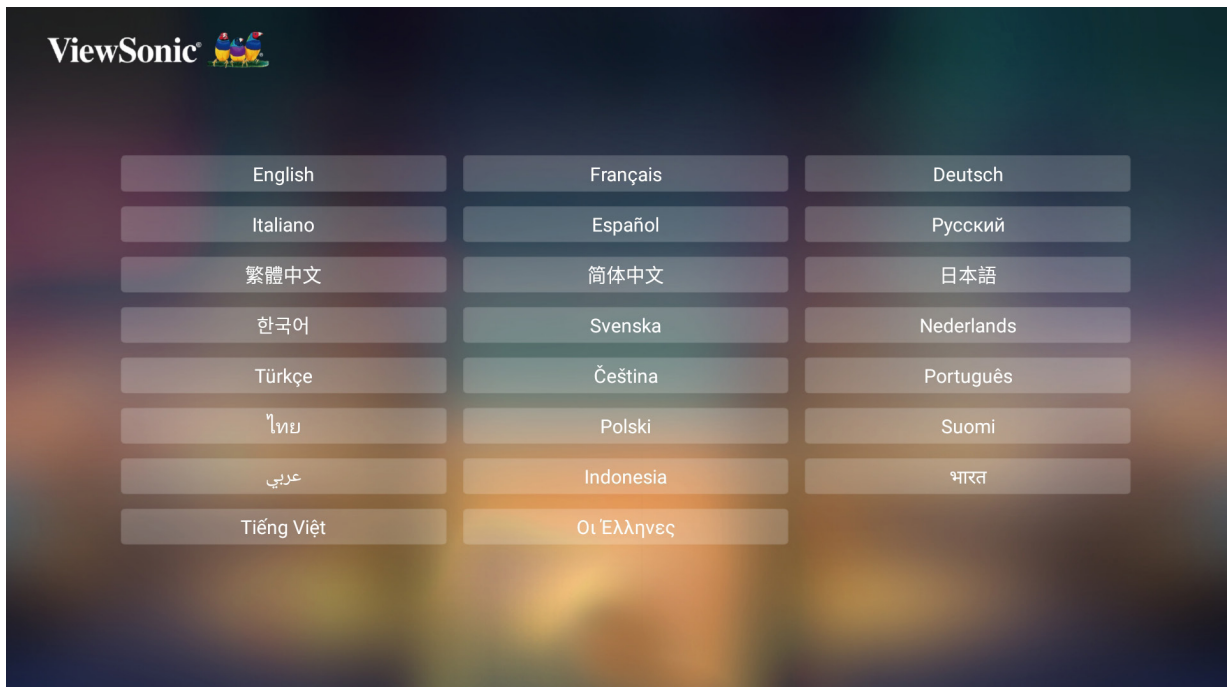 ViewSonic®
English
Français
Deutsch
Italiano
Español
Русский
繁體中文
简体中文
日本語
한국어
Svenska
Nederlands
Türkçe
Čeština
Português
ไทย
Polski
Suomi
عربي
Indonesia
भारत
Tiếng Việt
Οι Έλληνες